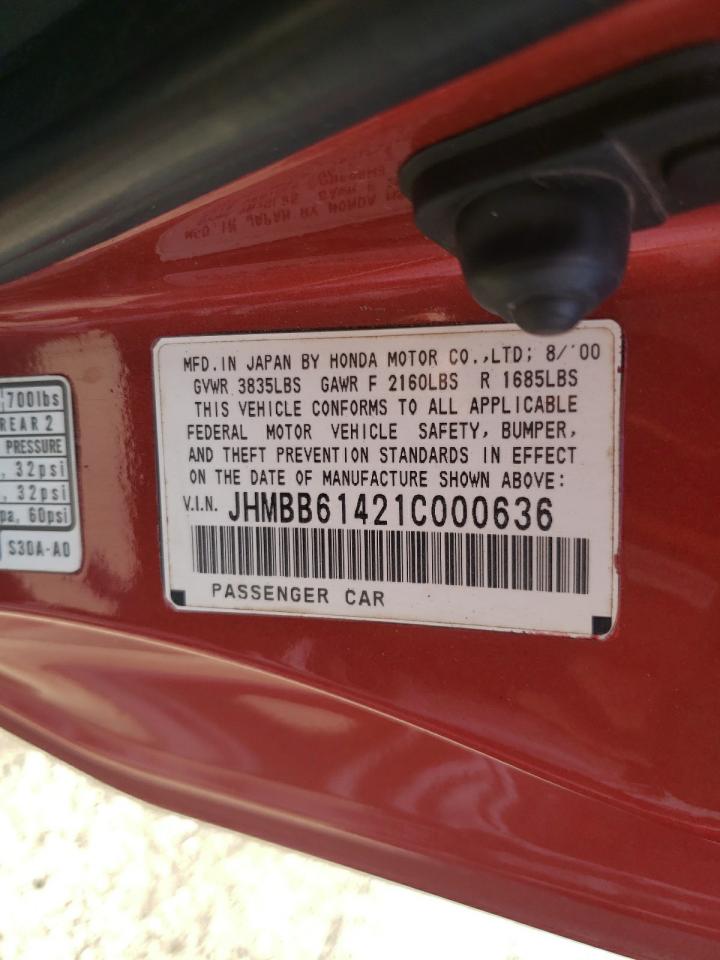 MFD.IN JAPAN BY HONDA MOTOR CO.,LTD; 8/'00
GVWR 3835LBS GAWR F 2160LBS R 1685LBS
THIS VEHICLE CONFORMS TO ALL APPLICABLE
FEDERAL MOTOR VEHICLE SAFETY, BUMPER,
AND THEFT PREVENTION STANDARDS IN EFFECT
ON THE DATE OF MANUFACTURE SHOWN ABOVE:
V.I.N. JHMBB61421C000636
PASSENGER CAR
700lbs
REAR 2
PRESSURE
, 32psi
, 32psi
pa, 60psi
S30A-A0